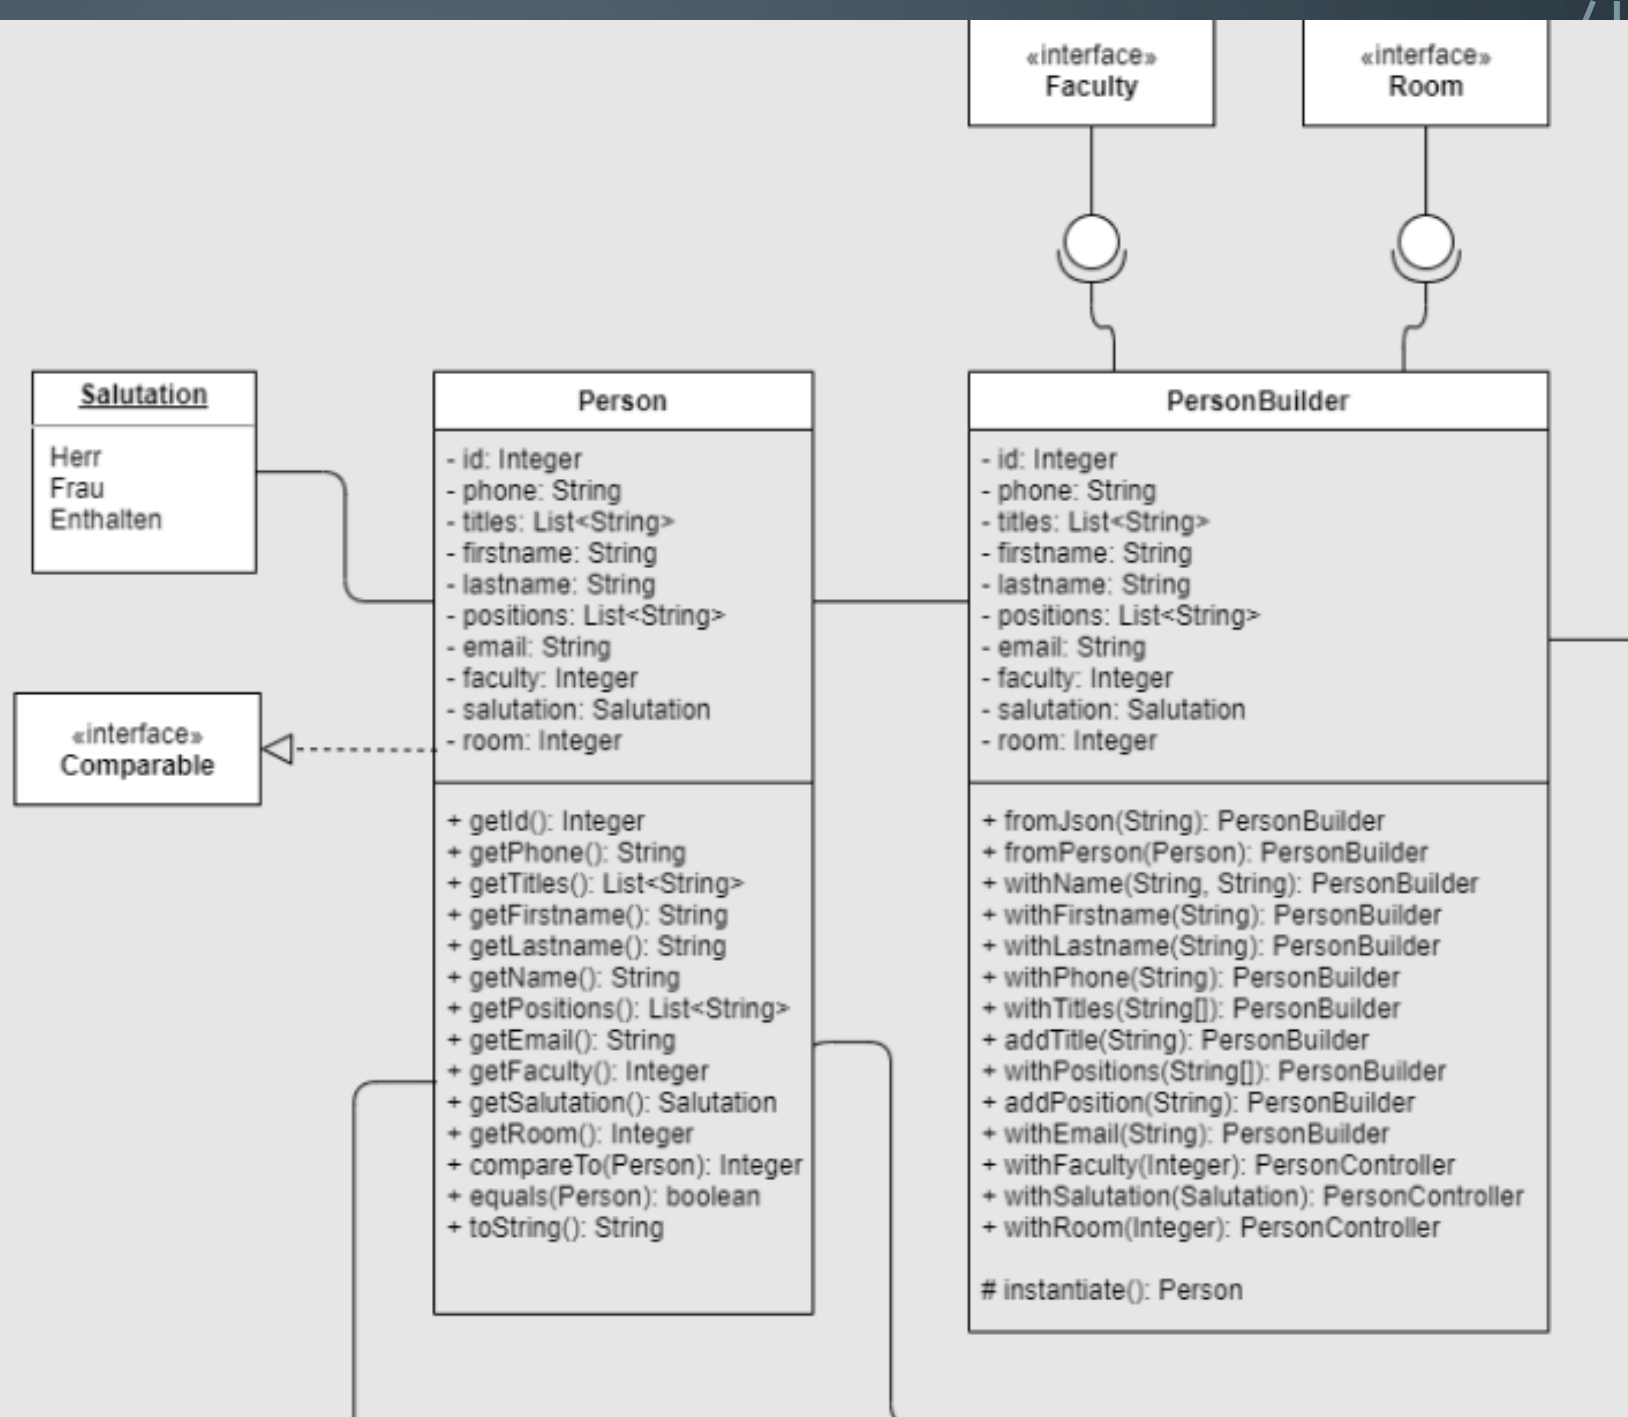 «interface»
Faculty
«interface»
Room
Salutation
Herr
Frau
Enthalten
«interface»
Comparable
Person
- id: Integer
- phone: String
- titles: List<String>
- firstname: String
- lastname: String
- positions: List<String>
- email: String
- faculty: Integer
- salutation: Salutation
- room: Integer
+ getId(): Integer
+ getPhone(): String
+ getTitles(): List<String>
+ getFirstname(): String
+ getLastname(): String
+ getName(): String
+ getPositions(): List<String>
+ getEmail(): String
+ getFaculty(): Integer
+ getSalutation(): Salutation
+ getRoom(): Integer
+ compareTo(Person): Integer
+ equals(Person): boolean
+ toString(): String
PersonBuilder
- id: Integer
- phone: String
- titles: List<String>
- firstname: String
- lastname: String
- positions: List<String>
- email: String
- faculty: Integer
- salutation: Salutation
- room: Integer
+ fromJson(String): PersonBuilder
+ fromPerson(Person): PersonBuilder
+ withName(String, String): PersonBuilder
+ withFirstname(String): PersonBuilder
+ withLastname(String): PersonBuilder
+ withPhone(String): PersonBuilder
+ withTitles(String[]): PersonBuilder
+ addTitle(String): PersonBuilder
+ withPositions(String[]): PersonBuilder
+ addPosition(String): PersonBuilder
+ withEmail(String): PersonBuilder
+ withFaculty(Integer): PersonController
+ withSalutation(Salutation): PersonController
+ withRoom(Integer): PersonController
# instantiate(): Person